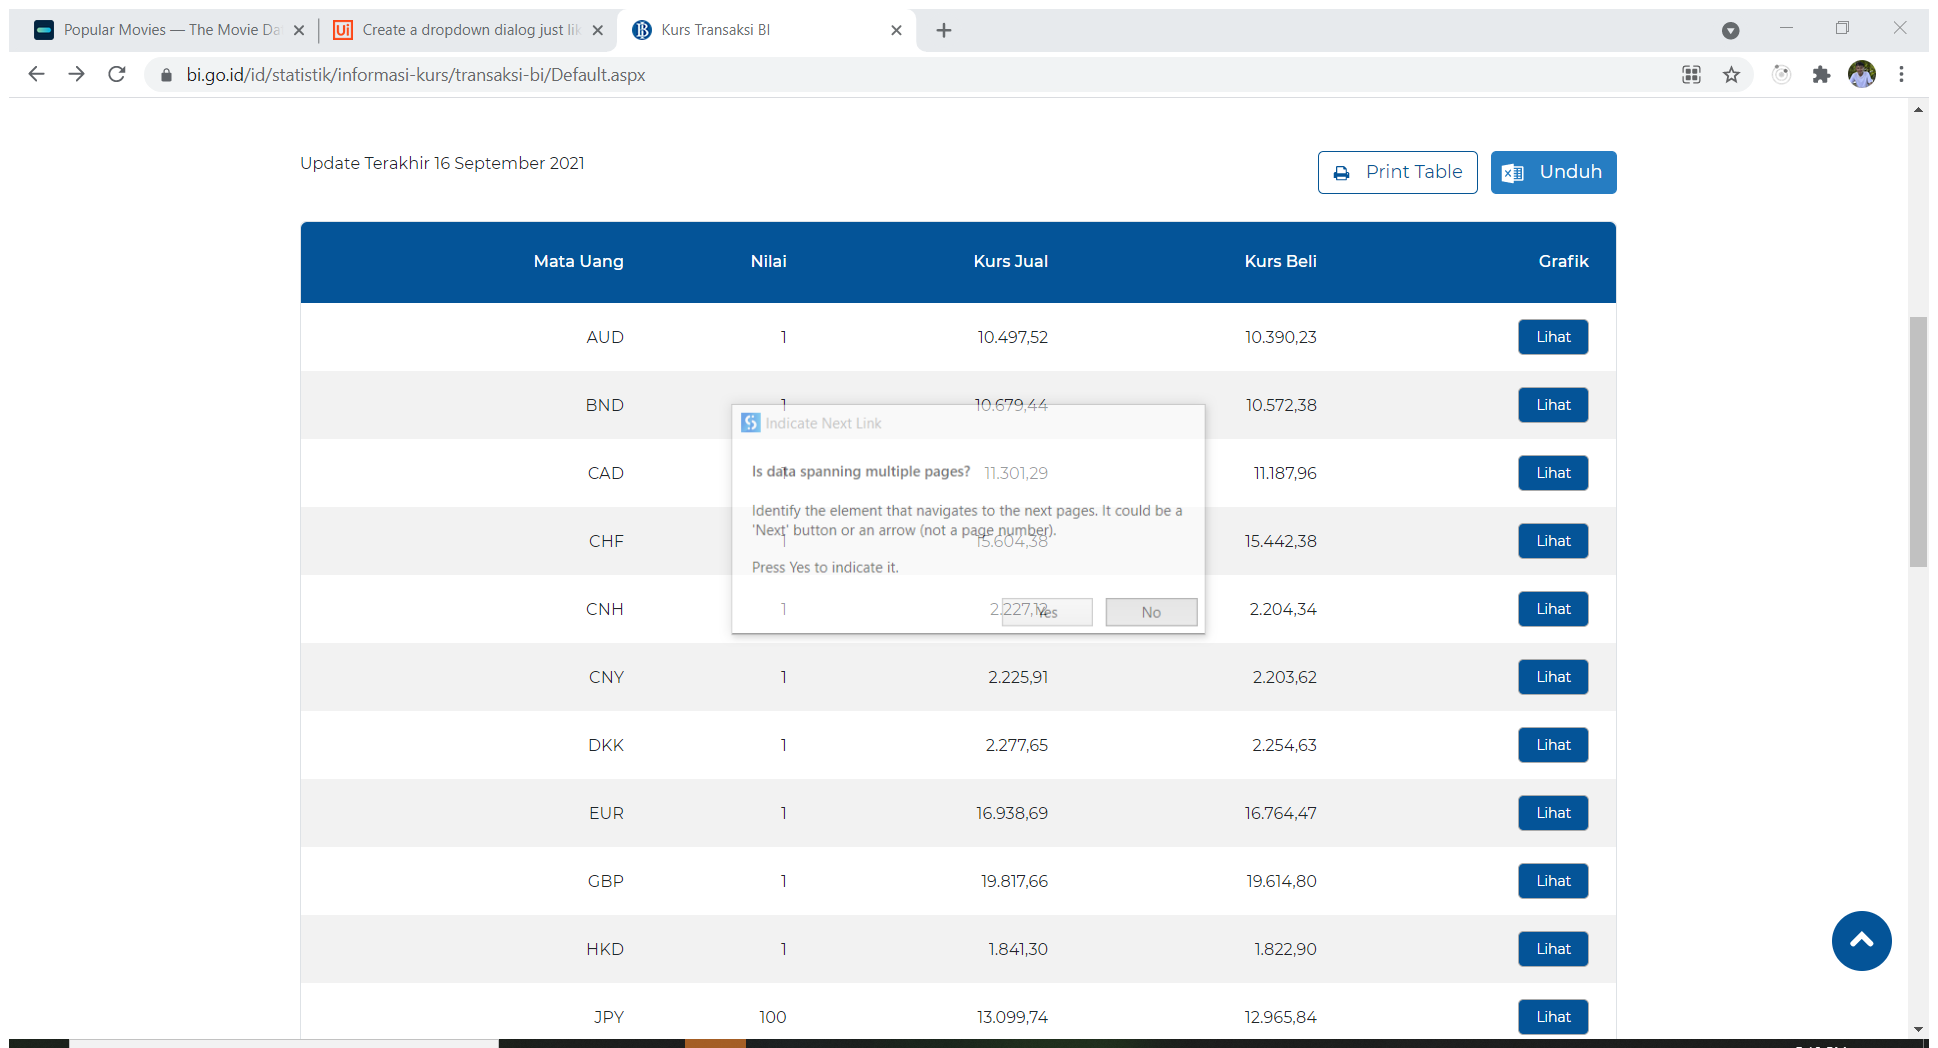 Popular Movies — The Movie Da
Ui Create a dropdown dialog just lik
Kurs Transaksi BI
bi.go.id/id/statistik/informasi-kurs/transaksi-bi/Default.aspx
Update Terakhir 16 September 2021
Print Table
Unduh
Mata Uang Nilai Kurs Jual Kurs Beli Grafik
AUD 1 10.497,52 10.390,23 Lihat
BND 1 10.679,44 10.572,38 Lihat
CAD 1 11.301,29 11.187,96 Lihat
CHF 1 15.604,38 15.442,38 Lihat
CNH 1 2.227,13 2.204,34 Lihat
CNY 1 2.225,91 2.203,62 Lihat
DKK 1 2.277,65 2.254,63 Lihat
EUR 1 16.938,69 16.764,47 Lihat
GBP 1 19.817,66 19.614,80 Lihat
HKD 1 1.841,30 1.822,90 Lihat
JPY 100 13.099,74 12.965,84 Lihat
Indicate Next Link
Is data spanning multiple pages?
Identify the element that navigates to the next pages. It could be a
'Next' button or an arrow (not a page number).
Press Yes to indicate it.
Yes No